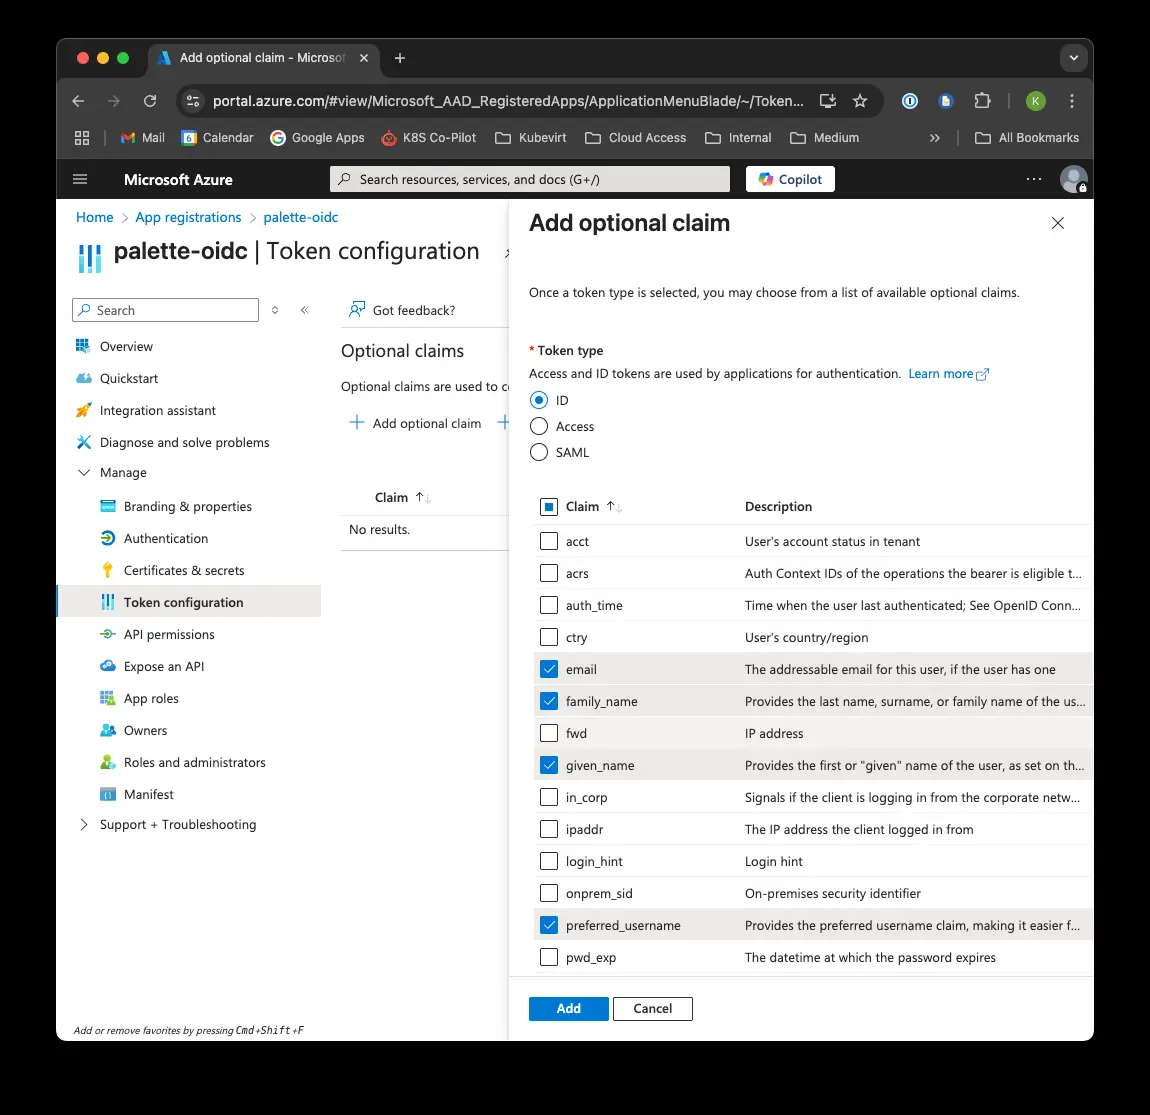 Add optional claim - Microsof
portal.azure.com/#view/Microsoft_AAD_RegisteredApps/ApplicationMenuBlade/~/Token...
K
Mail
6 Calendar
Google Apps
K8S Co-Pilot
Kubevirt
Cloud Access
Internal
Medium
»
All Bookmarks
Microsoft Azure
Search resources, services, and docs (G+/)
Copilot
Home > App registrations > palette-oidc
palette-oidc | Token configuration
Search
Overview
Quickstart
Integration assistant
Diagnose and solve problems
Manage
Branding & properties
Authentication
Certificates & secrets
Token configuration
API permissions
Expose an API
App roles
Owners
Roles and administrators
Manifest
Support + Troubleshooting
Add or remove favorites by pressing Cmd+Shift+F
Got feedback?
Optional claims
Optional claims are used to co
Add optional claim
Claim
No results.
Add optional claim
Once a token type is selected, you may choose from a list of available optional claims.
* Token type
Access and ID tokens are used by applications for authentication. Learn more
ID
Access
SAML
Claim Description
acct User's account status in tenant
acrs Auth Context IDs of the operations the bearer is eligible t...
auth_time Time when the user last authenticated; See OpenID Conn...
ctry User's country/region
email The addressable email for this user, if the user has one
family_name Provides the last name, surname, or family name of the us...
fwd IP address
given_name Provides the first or "given" name of the user, as set on th...
in_corp Signals if the client is logging in from the corporate netw...
ipaddr The IP address the client logged in from
login_hint Login hint
onprem_sid On-premises security identifier
preferred_username Provides the preferred username claim, making it easier f...
pwd_exp The datetime at which the password expires
Add
Cancel